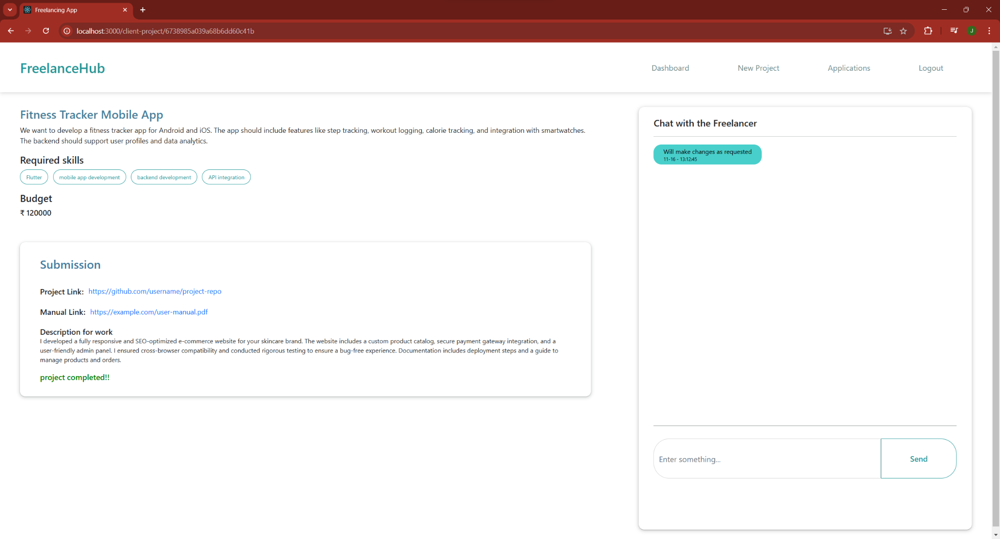 Freelancing App
localhost:3000/client-project/6738985a039a68b6dd60c41b
J
FreelanceHub
Dashboard
New Project
Applications
Logout
Fitness Tracker Mobile App
We want to develop a fitness tracker app for Android and iOS. The app should include features like step tracking, workout logging, calorie tracking, and integration with smartwatches.
The backend should support user profiles and data analytics.
Required skills
Flutter
mobile app development
backend development
API integration
Budget
₹ 120000
Submission
Project Link: https://github.com/username/project-repo
Manual Link: https://example.com/user-manual.pdf
Description for work
I developed a fully responsive and SEO-optimized e-commerce website for your skincare brand. The website includes a custom product catalog, secure payment gateway integration, and a
user-friendly admin panel. I ensured cross-browser compatibility and conducted rigorous testing to ensure a bug-free experience. Documentation includes deployment steps and a guide to
manage products and orders.
project completed!!
Chat with the Freelancer
Will make changes as requested
11-16 - 13:12:45
Enter something...
Send